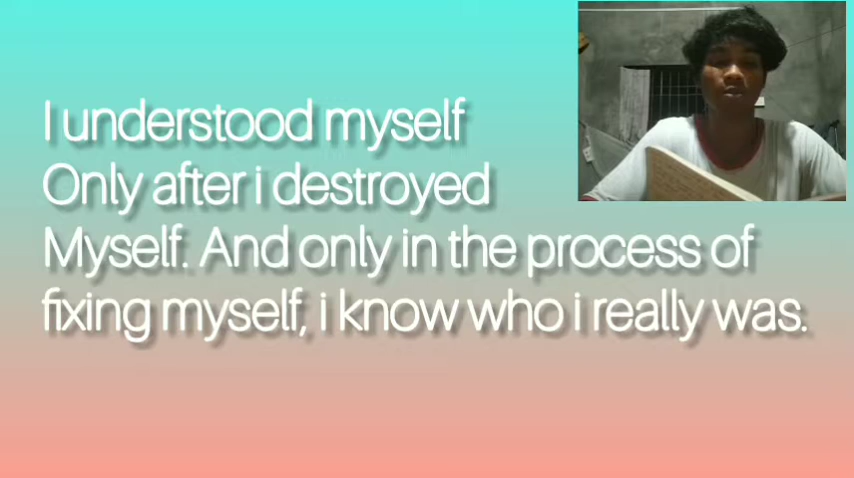 I understood myself
Only after i destroyed
Myself. And only in the process of
fixing myself, i know who i really was.